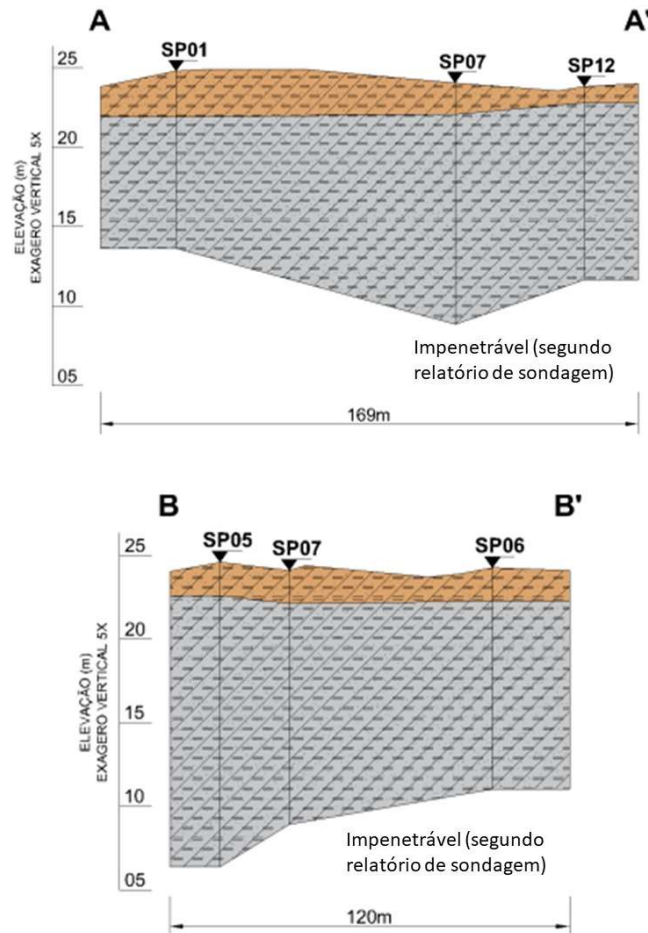 A A'
SP01 SP07 SP12
25
20
15
10
05
ELEVAÇÃO (m)
EXAGERO VERTICAL 5X
Impenetrável (segundo
relatório de sondagem)
169m
B B'
SP05 SP07 SP06
25
20
15
10
05
ELEVAÇÃO (m)
EXAGERO VERTICAL 5X
Impenetrável (segundo
relatório de sondagem)
120m